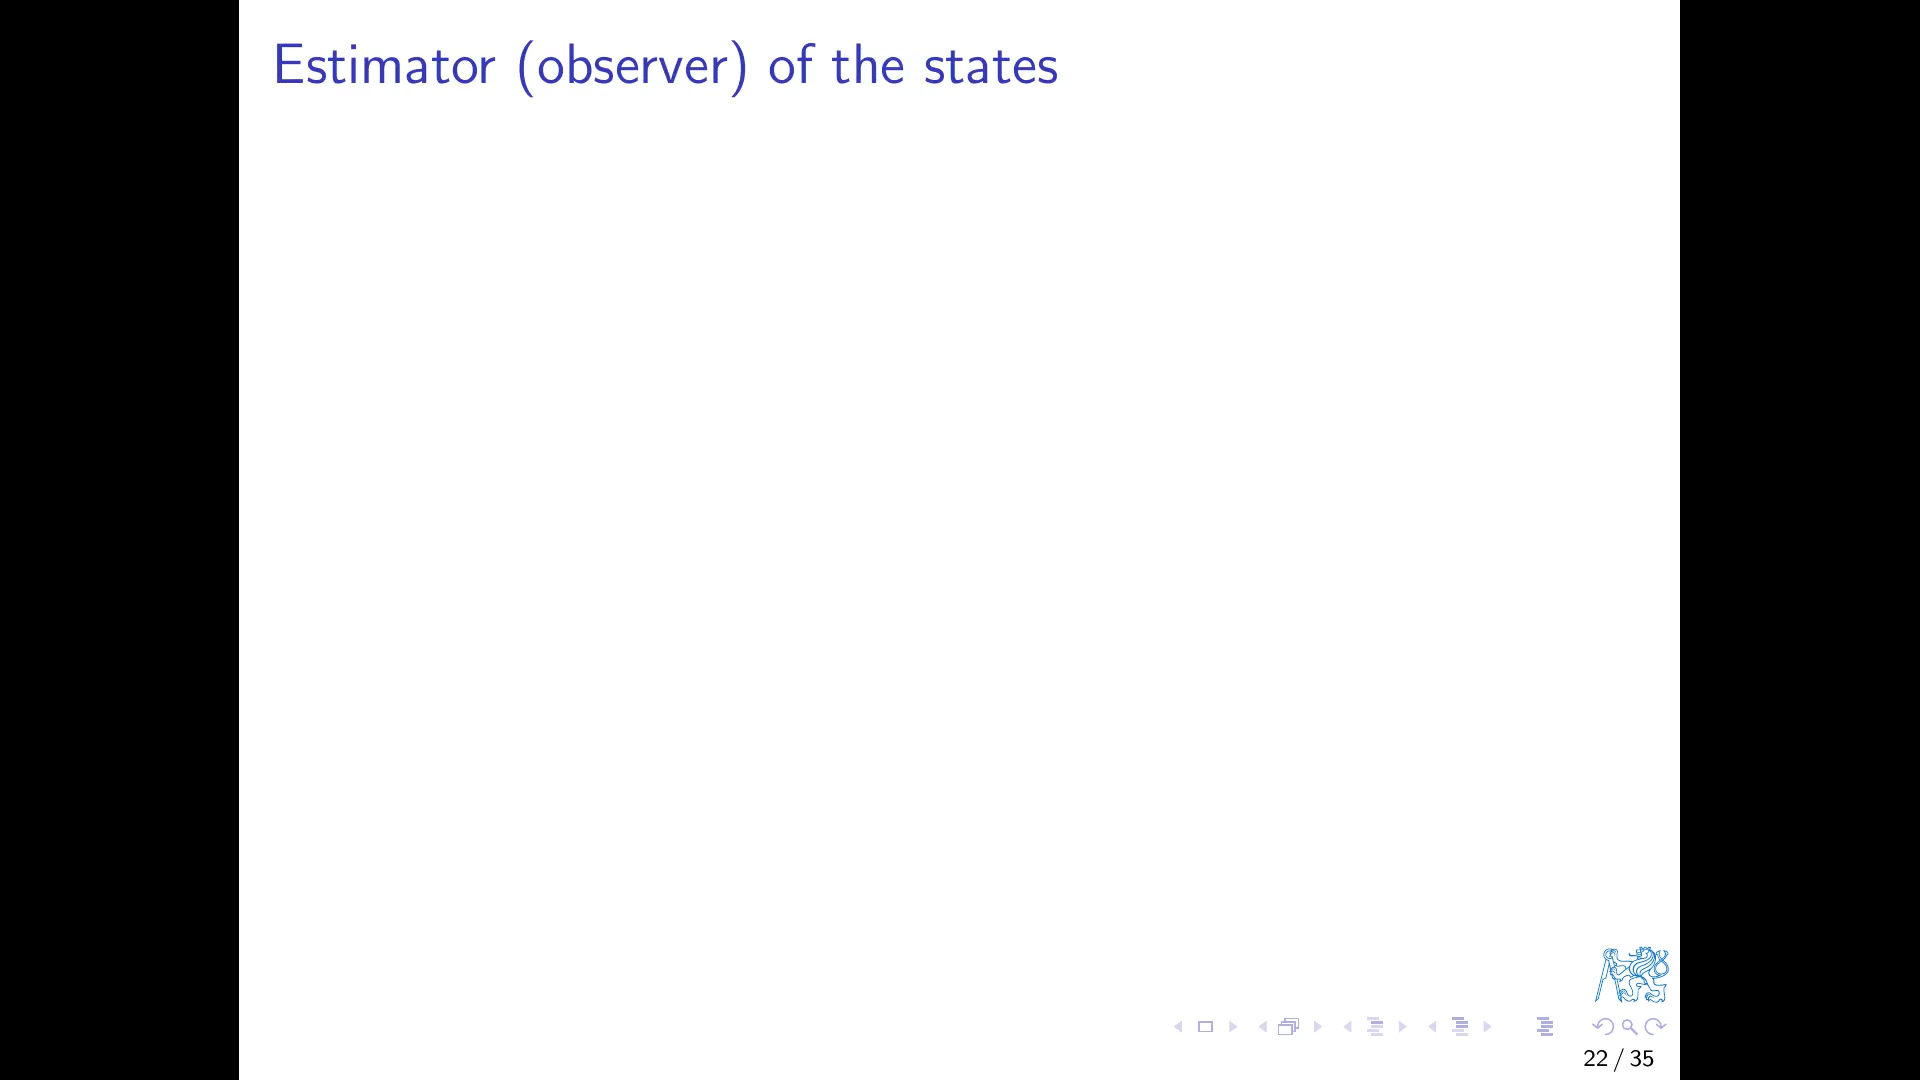 Estimator (observer) of the states
22 / 35